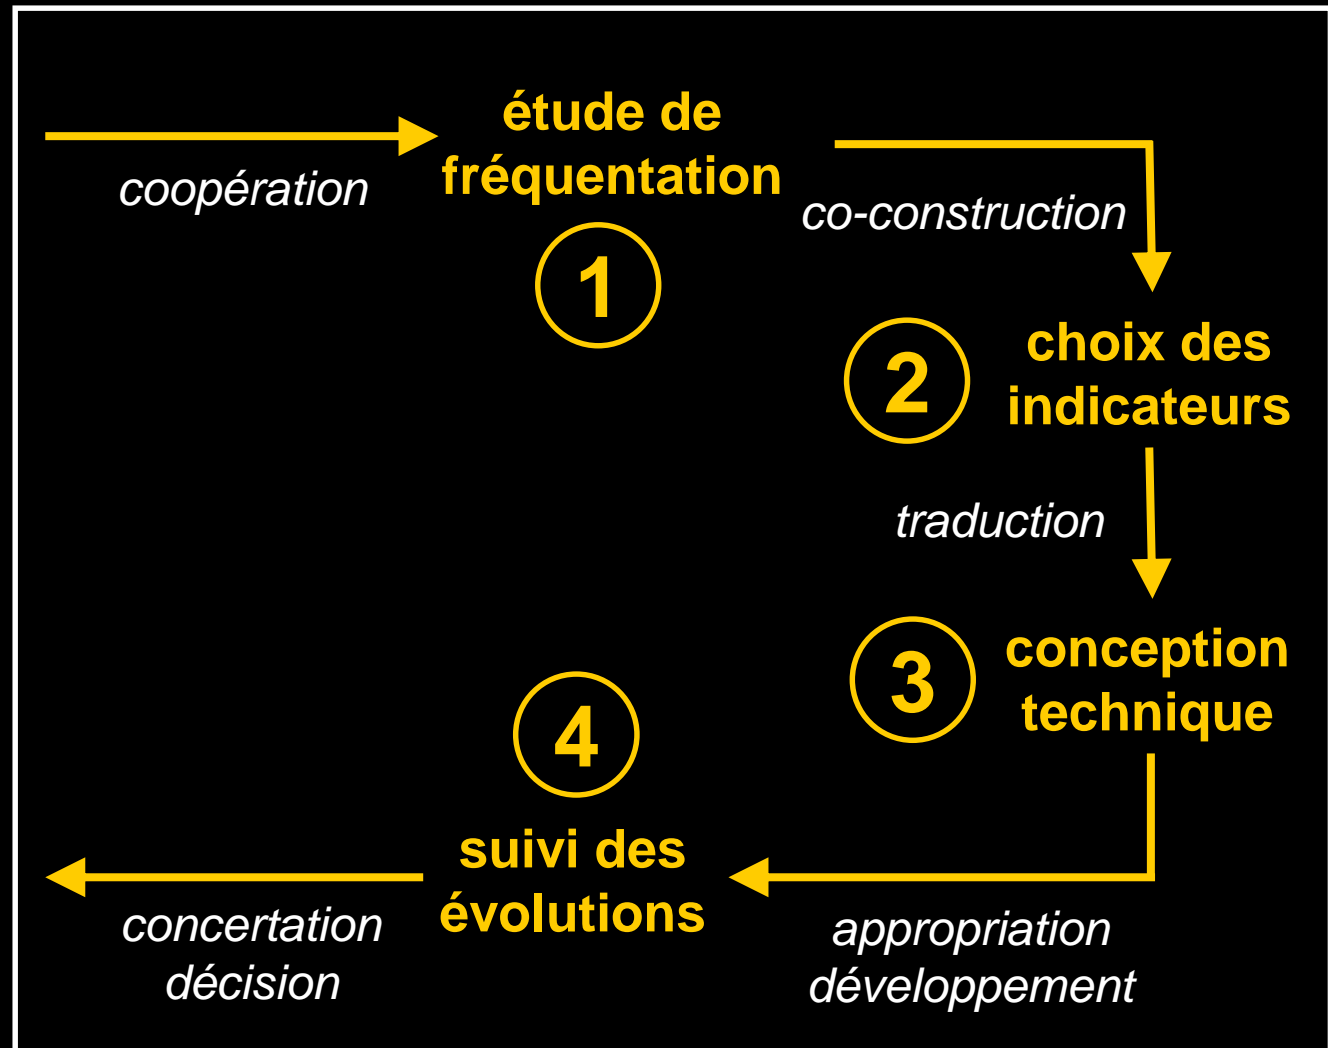 étude de
fréquentation
coopération
1
co-construction
2
choix des
indicateurs
traduction
3
conception
technique
appropriation
développement
4
suivi des
évolutions
concertation
décision